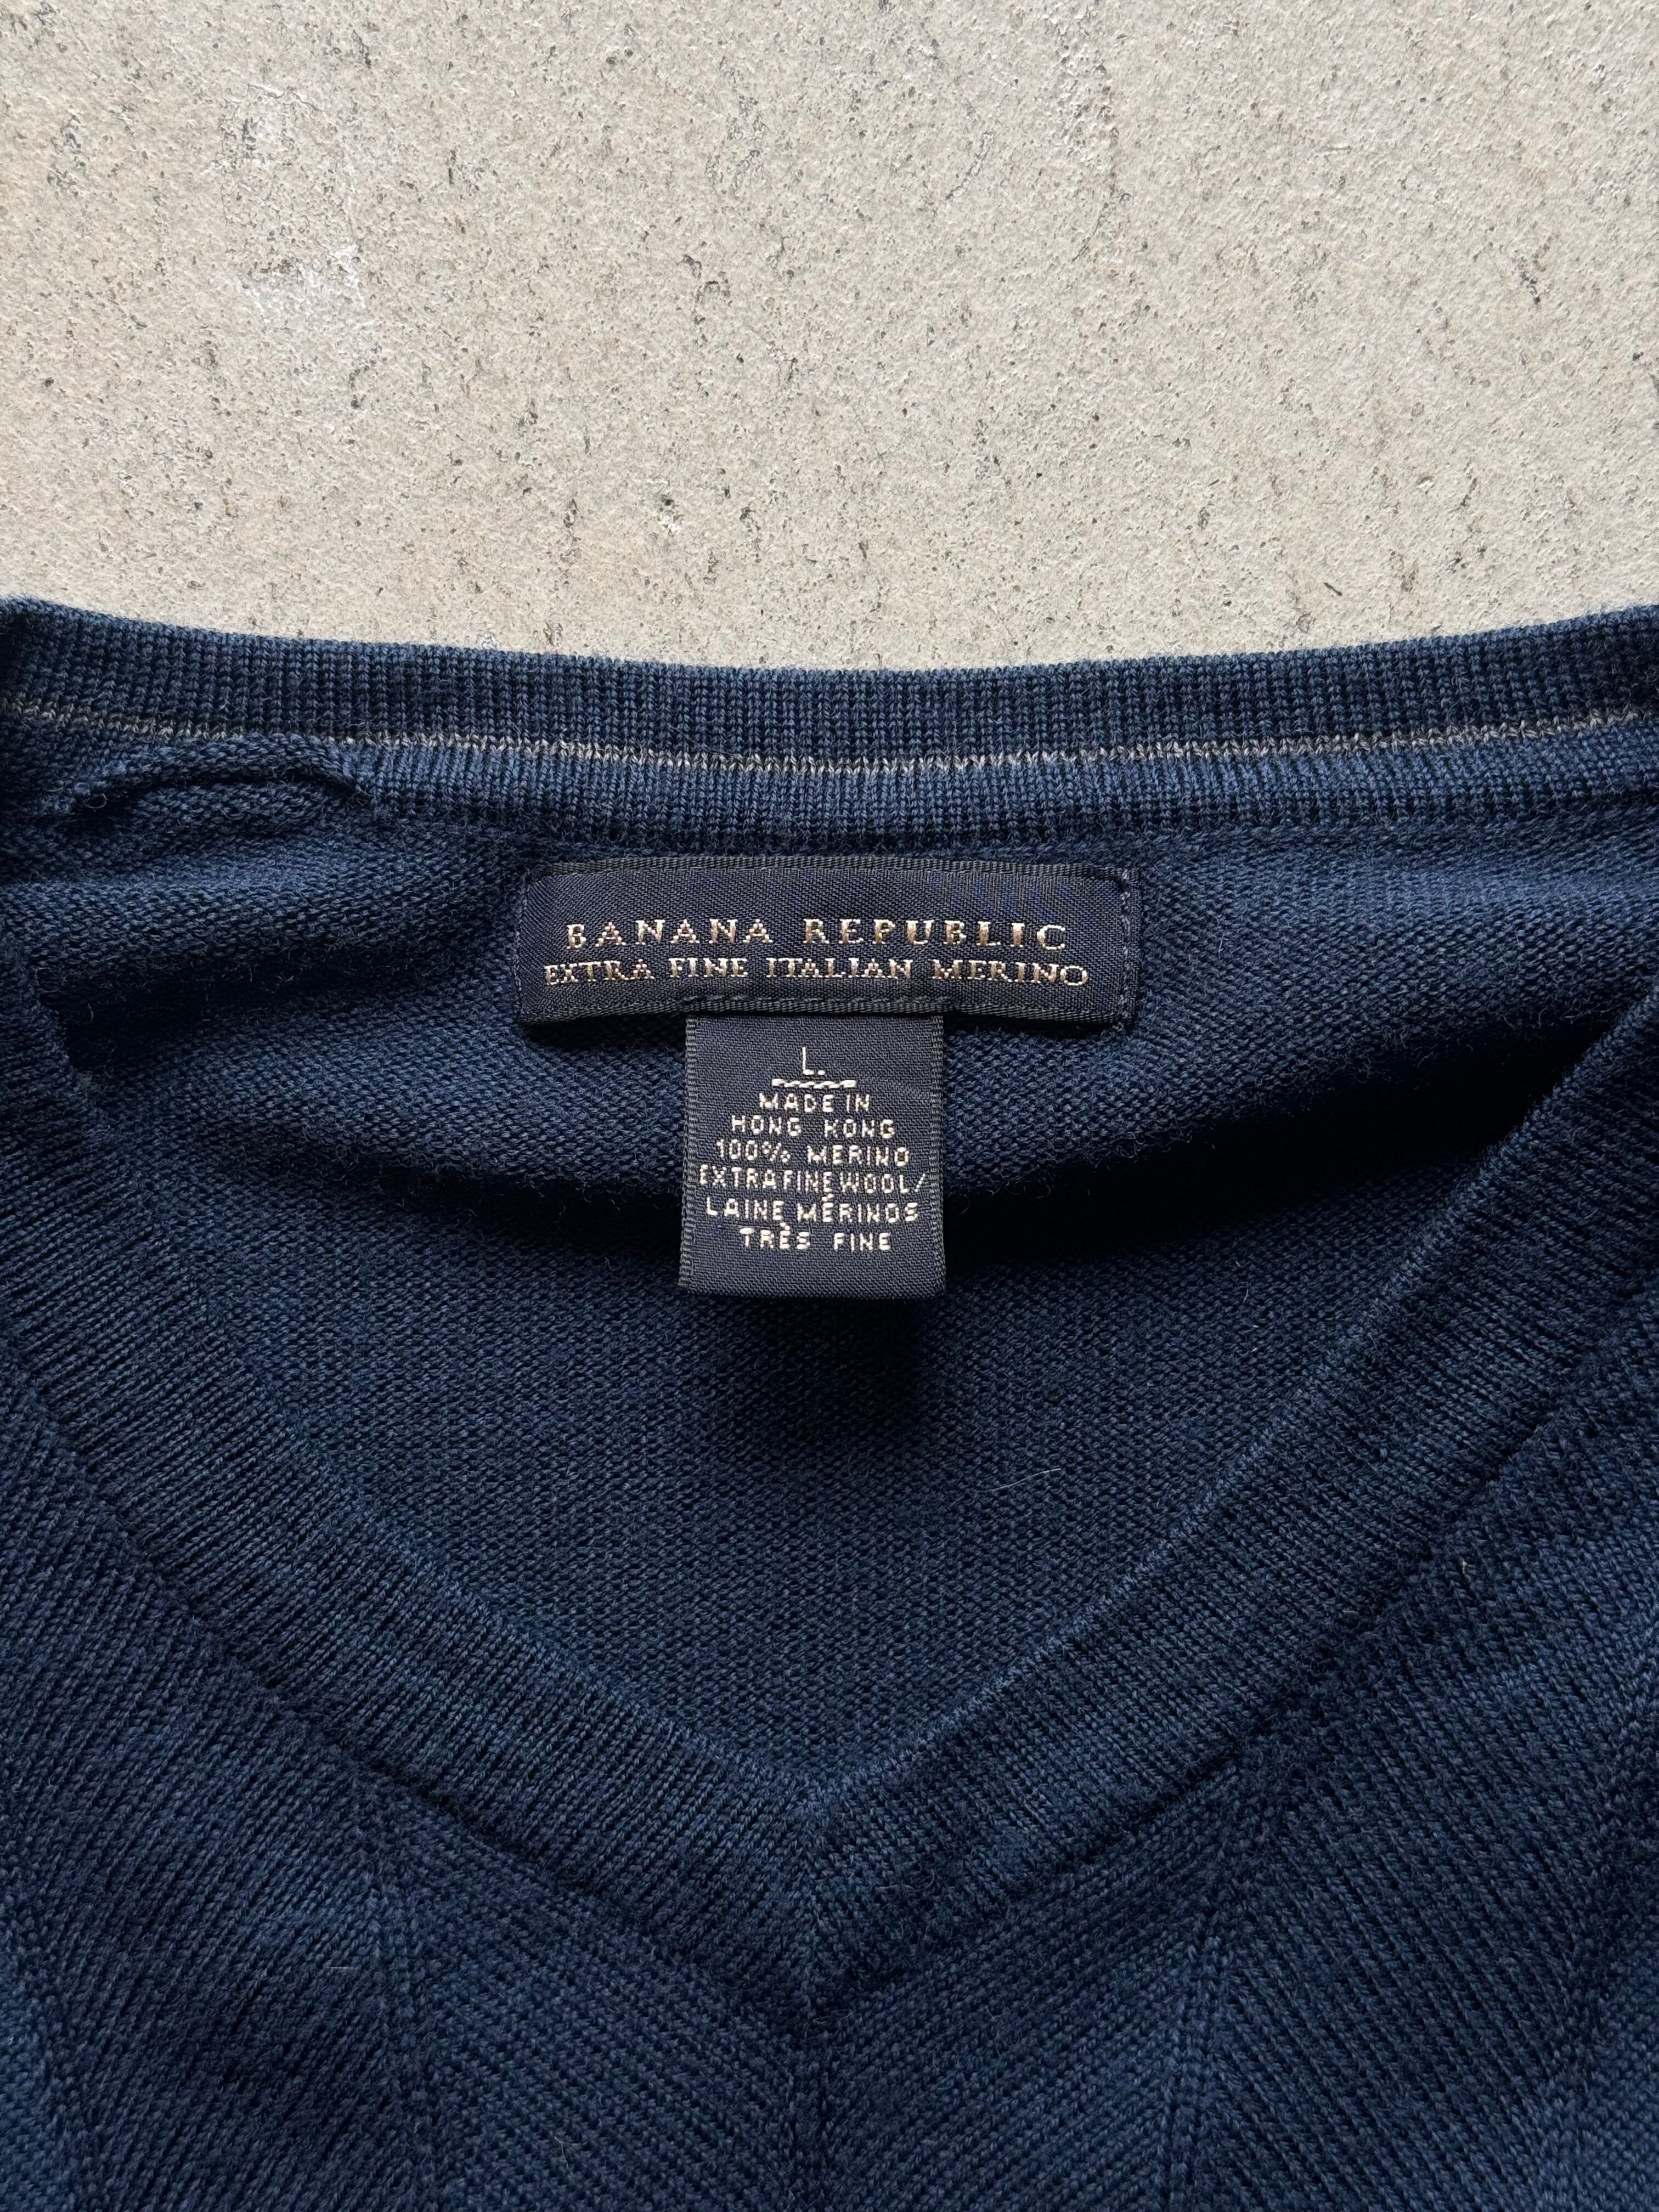 BANANA REPUBLIC
EXTRA FINE ITALIAN MERINO
L.
MADE IN
HONG KONG
100% MERINO
EXTRAFINE WOOL/
LAINE MÉRINOS
TRÈS FINE